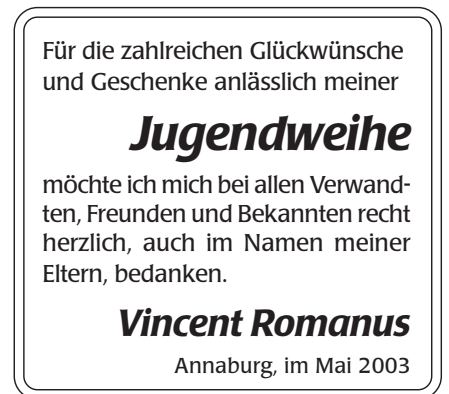 Für die zahlreichen Glückwünsche
und Geschenke anlässlich meiner
Jugendweihe
möchte ich mich bei allen Verwand-
ten, Freunden und Bekannten recht
herzlich, auch im Namen meiner
Eltern, bedanken.
Vincent Romanus
Annaburg, im Mai 2003